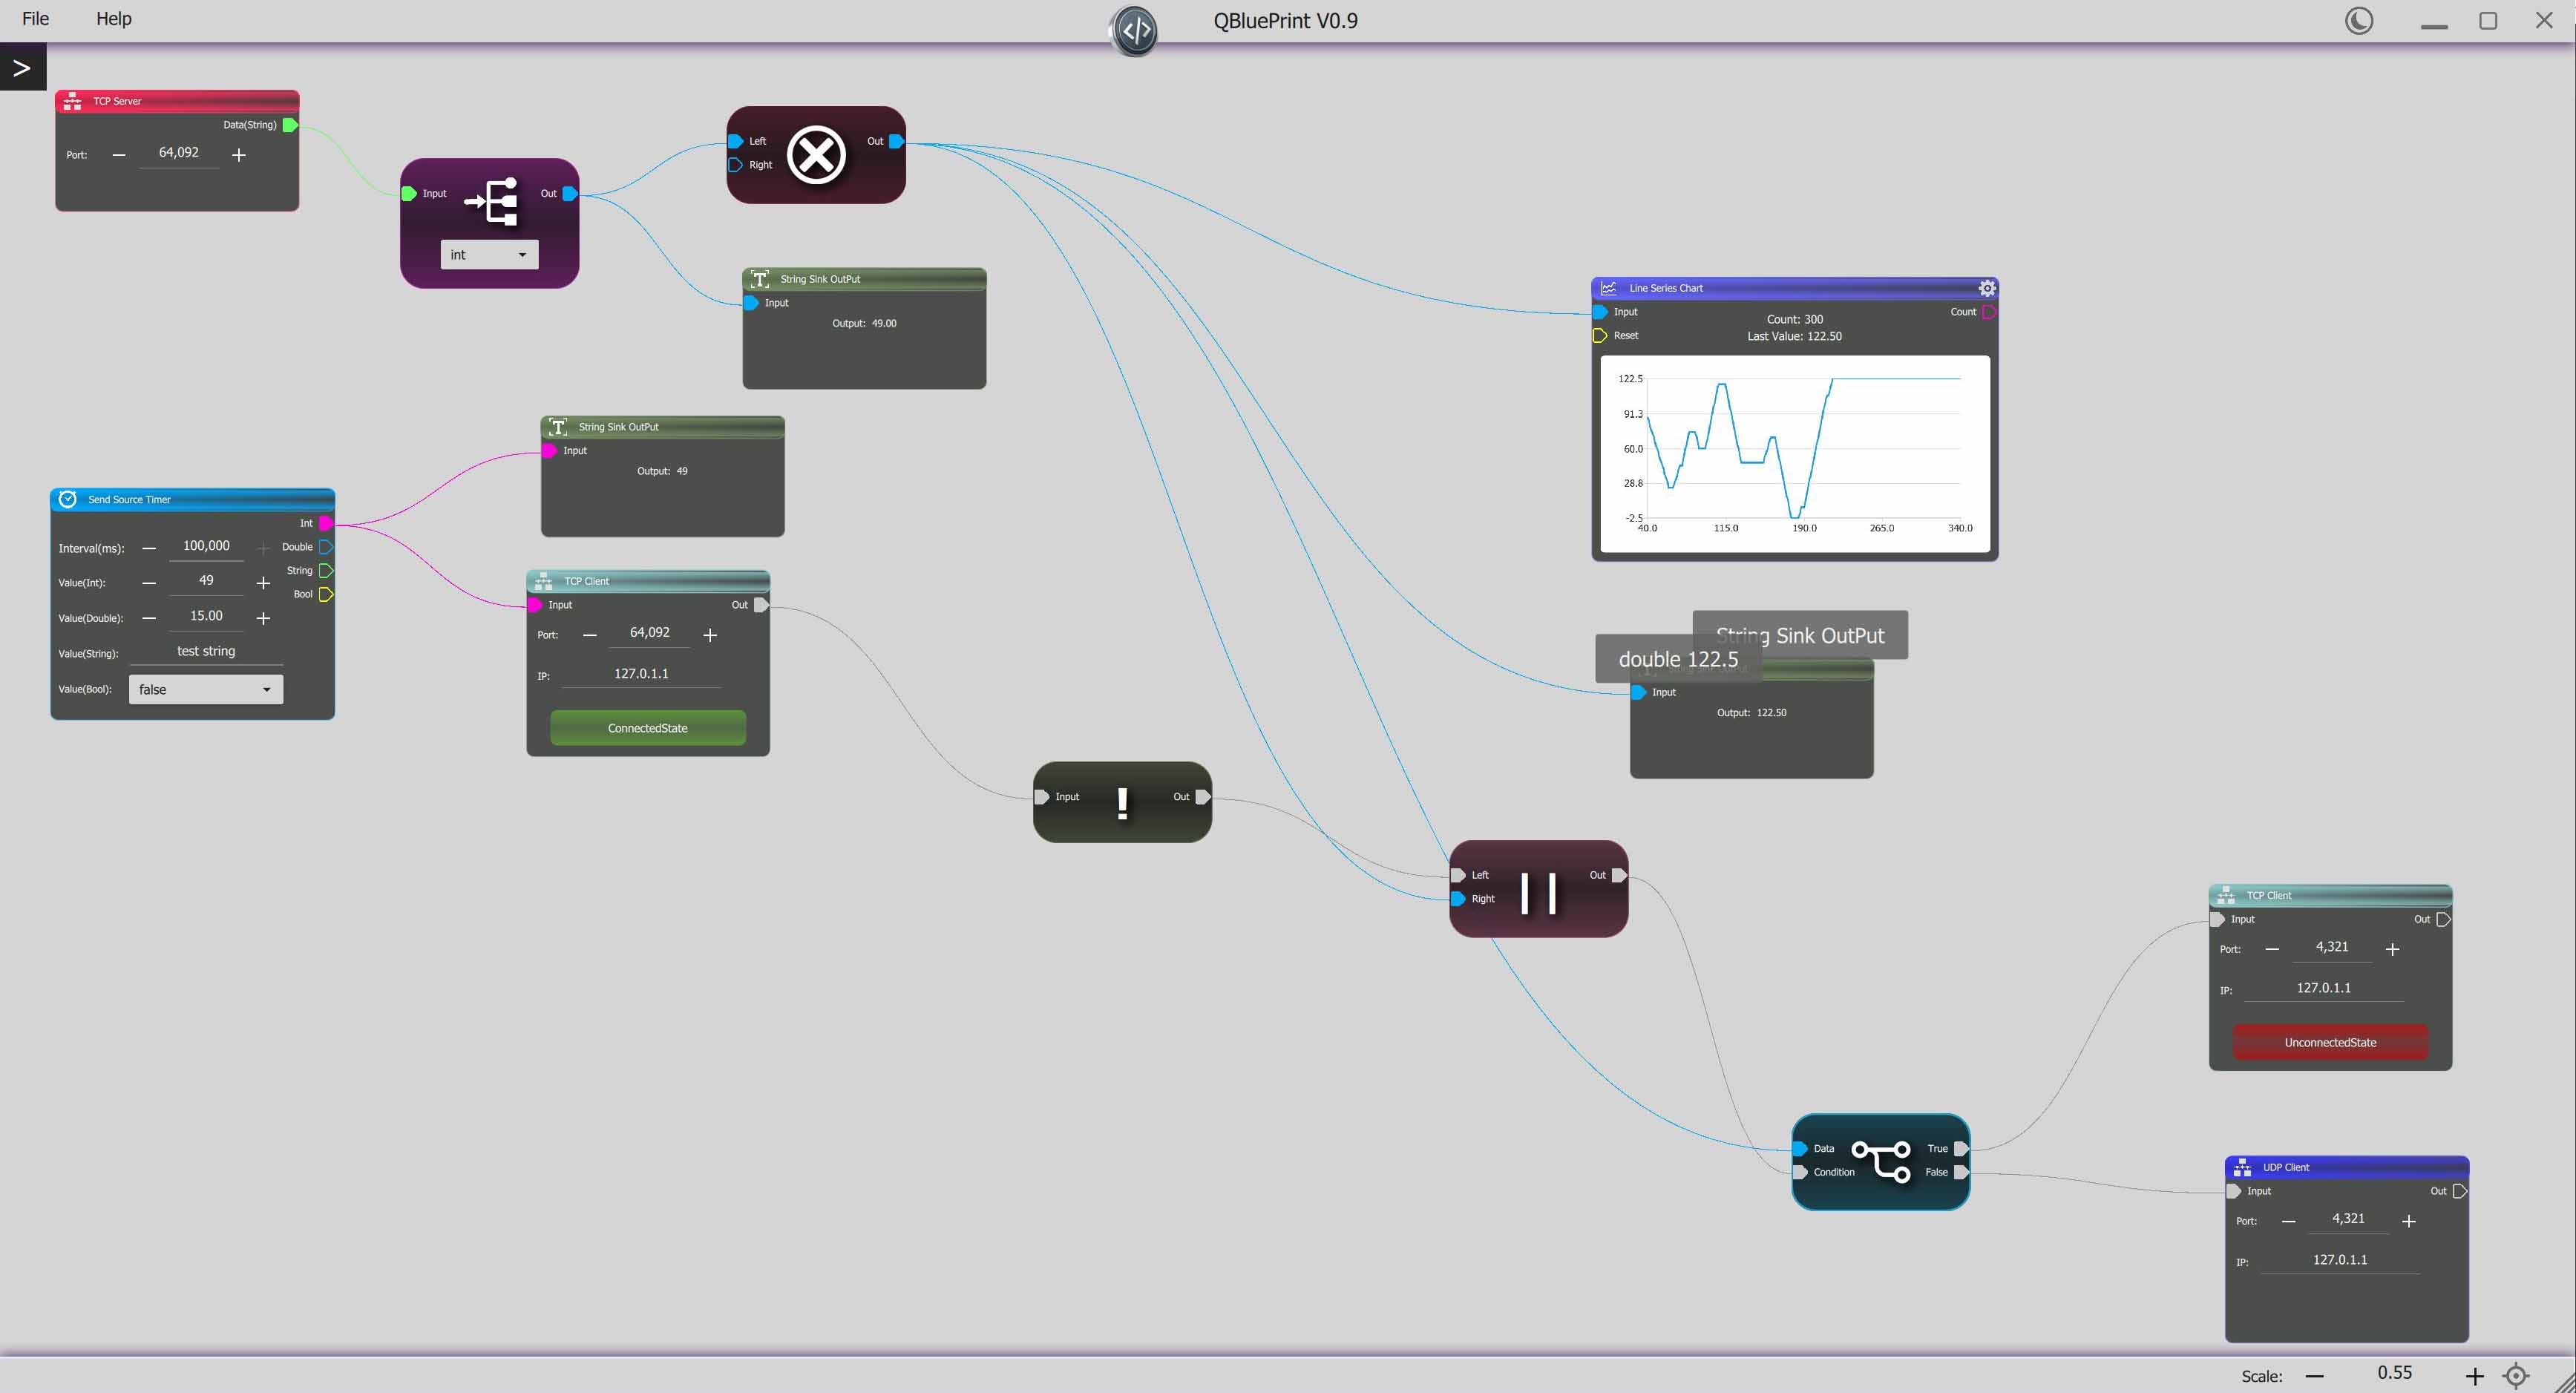 File Help
QBluePrint V0.9
>
TCP Server
Data(String)
Port: 64,092
Input Out
int
Left Out
Right
String Sink OutPut
Input
Output: 49.00
Line Series Chart
Input Count
Count: 300
Reset
Last Value: 122.50
122.5
91.3
60.0
28.8
-2.5
40.0 115.0 190.0 265.0 340.0
String Sink OutPut
Input
Output: 49
Send Source Timer
Int
Interval(ms): 100,000 Double
String
Value(Int): 49
Bool
Value(Double): 15.00
Value(String): test string
Value(Bool): false
TCP Client
Input Out
Port: 64,092
IP: 127.0.1.1
ConnectedState
String Sink OutPut
double 122.5
Input
Output: 122.50
Input ! Out
Left || Out
Right
TCP Client
Input Out
Port: 4,321
IP: 127.0.1.1
UnconnectedState
Data True
Condition False
UDP Client
Input Out
Port: 4,321
IP: 127.0.1.1
Scale: 0.55